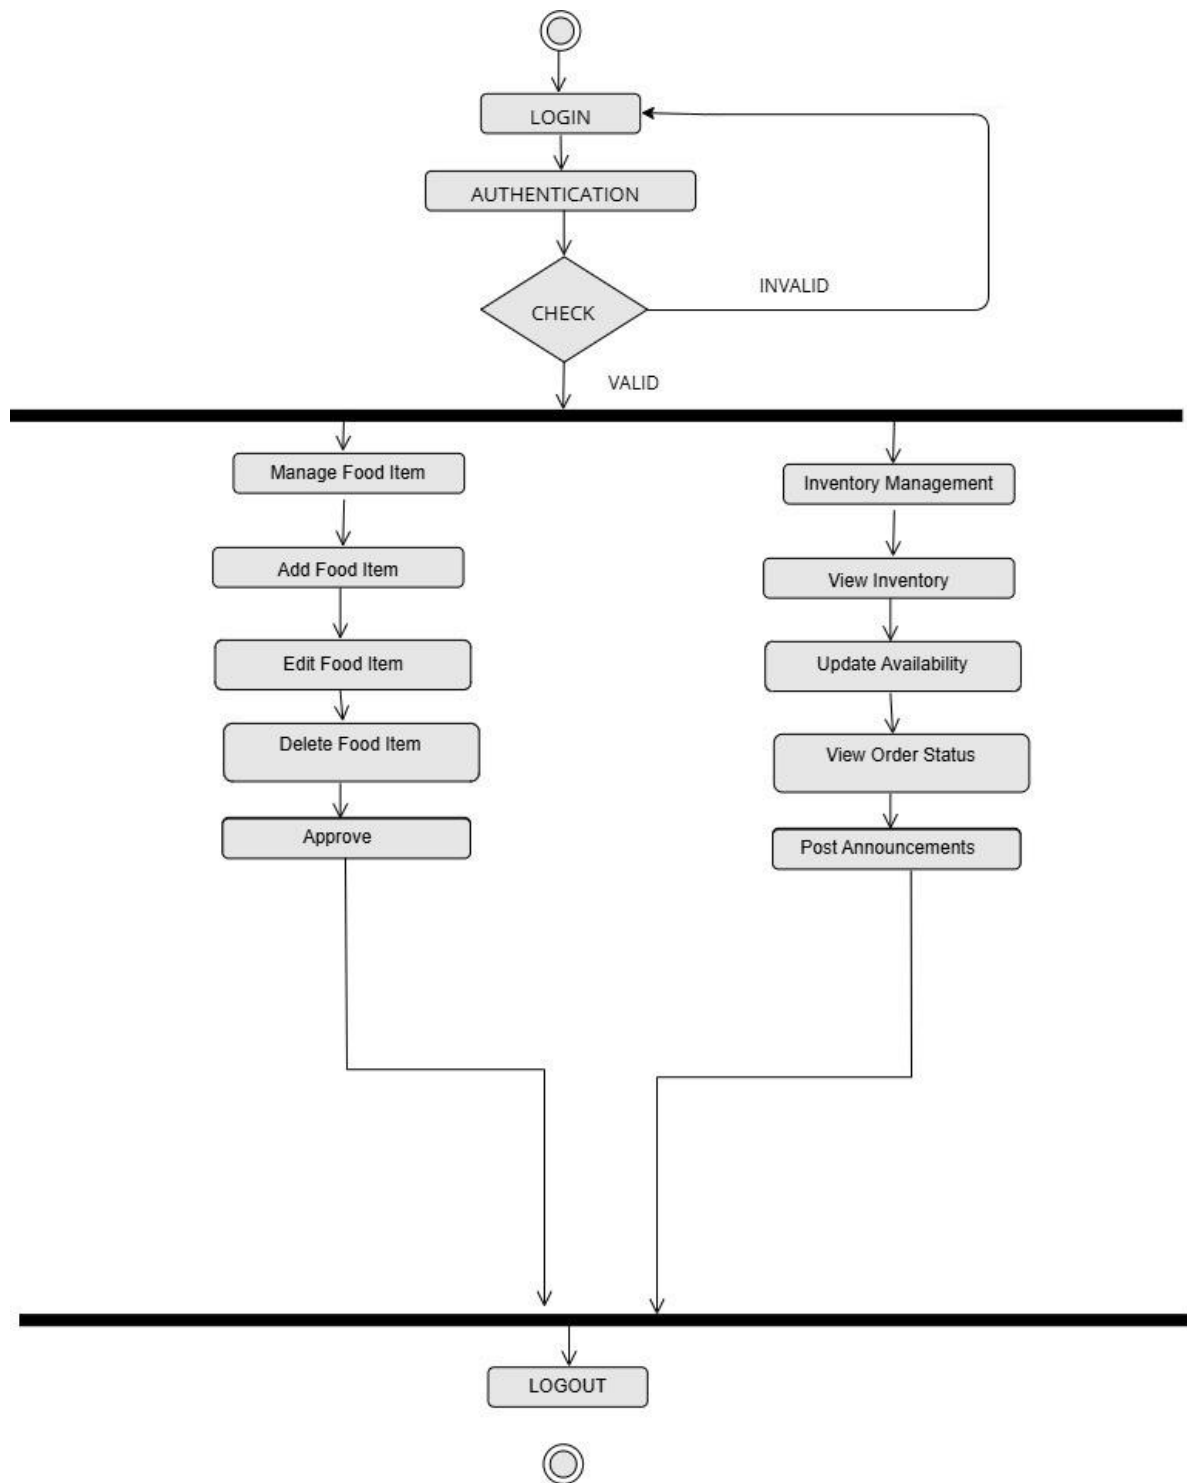 LOGIN
AUTHENTICATION
INVALID
CHECK
VALID
Manage Food Item
Inventory Management
Add Food Item
View Inventory
Edit Food Item
Update Availability
Delete Food Item
View Order Status
Approve
Post Announcements
LOGOUT